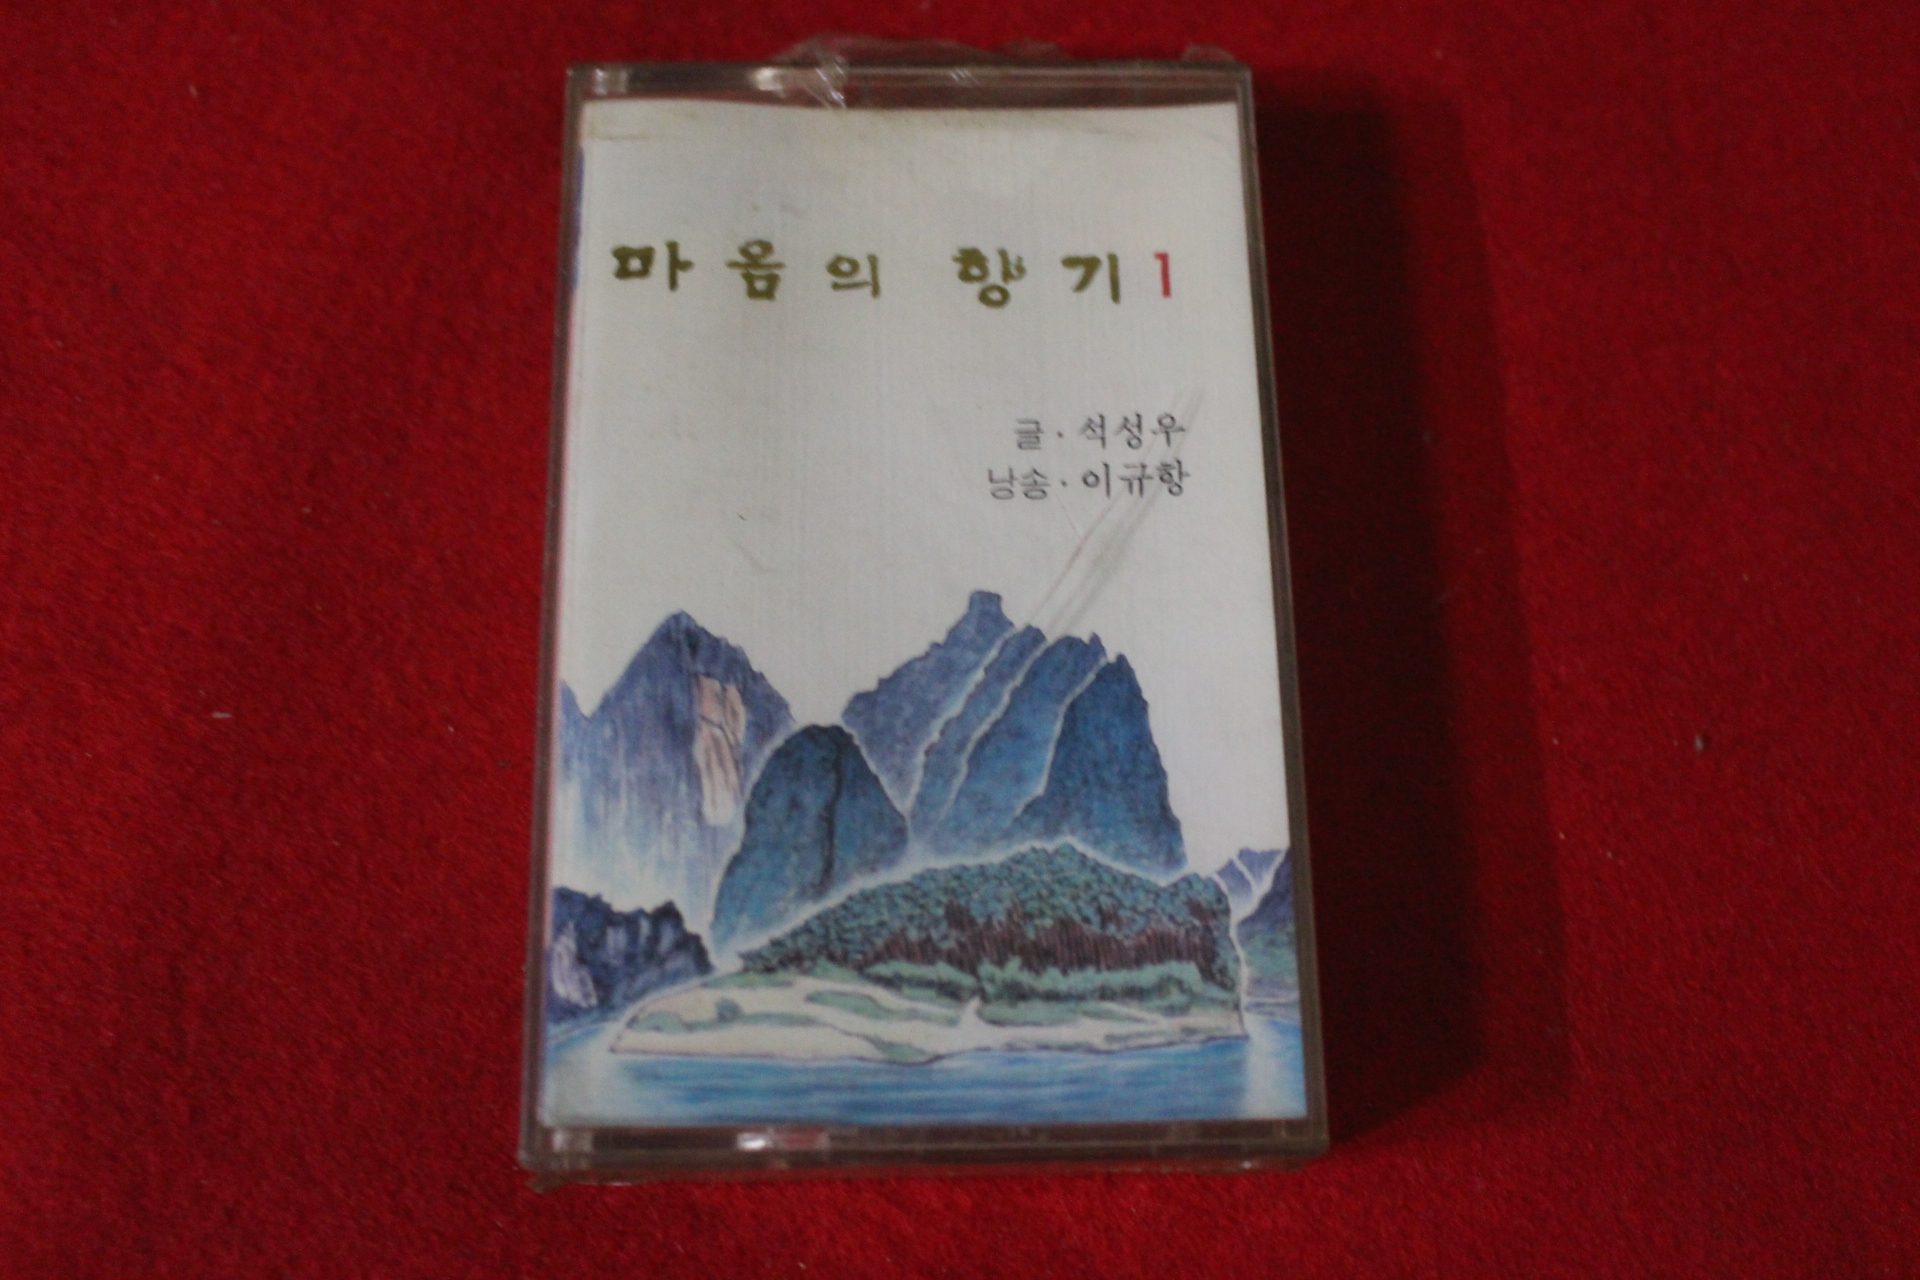 마음의 향기 1
글 · 석성우
낭송 · 이규항